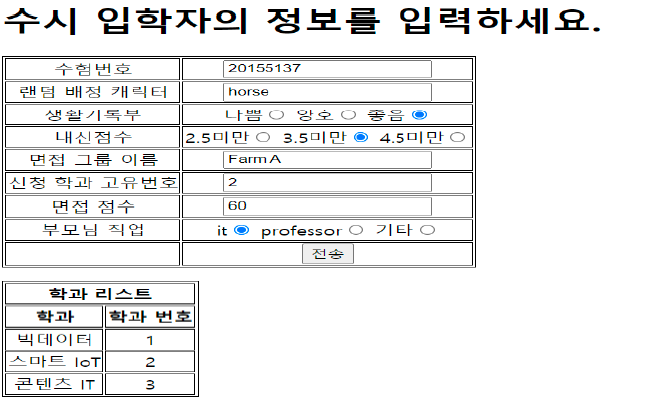 수시 입학자의 정보를 입력하세요.
수험번호 20155137
랜덤 배정 캐릭터 horse
생활기록부 나쁨 양호 좋음
내신점수 2.5미만 3.5미만 4.5미만
면접 그룹 이름 FarmA
신청 학과 고유번호 2
면접 점수 60
부모님 직업 it professor 기타
전송
학과 리스트
학과 학과 번호
빅데이터 1
스마트 IoT 2
콘텐츠 IT 3